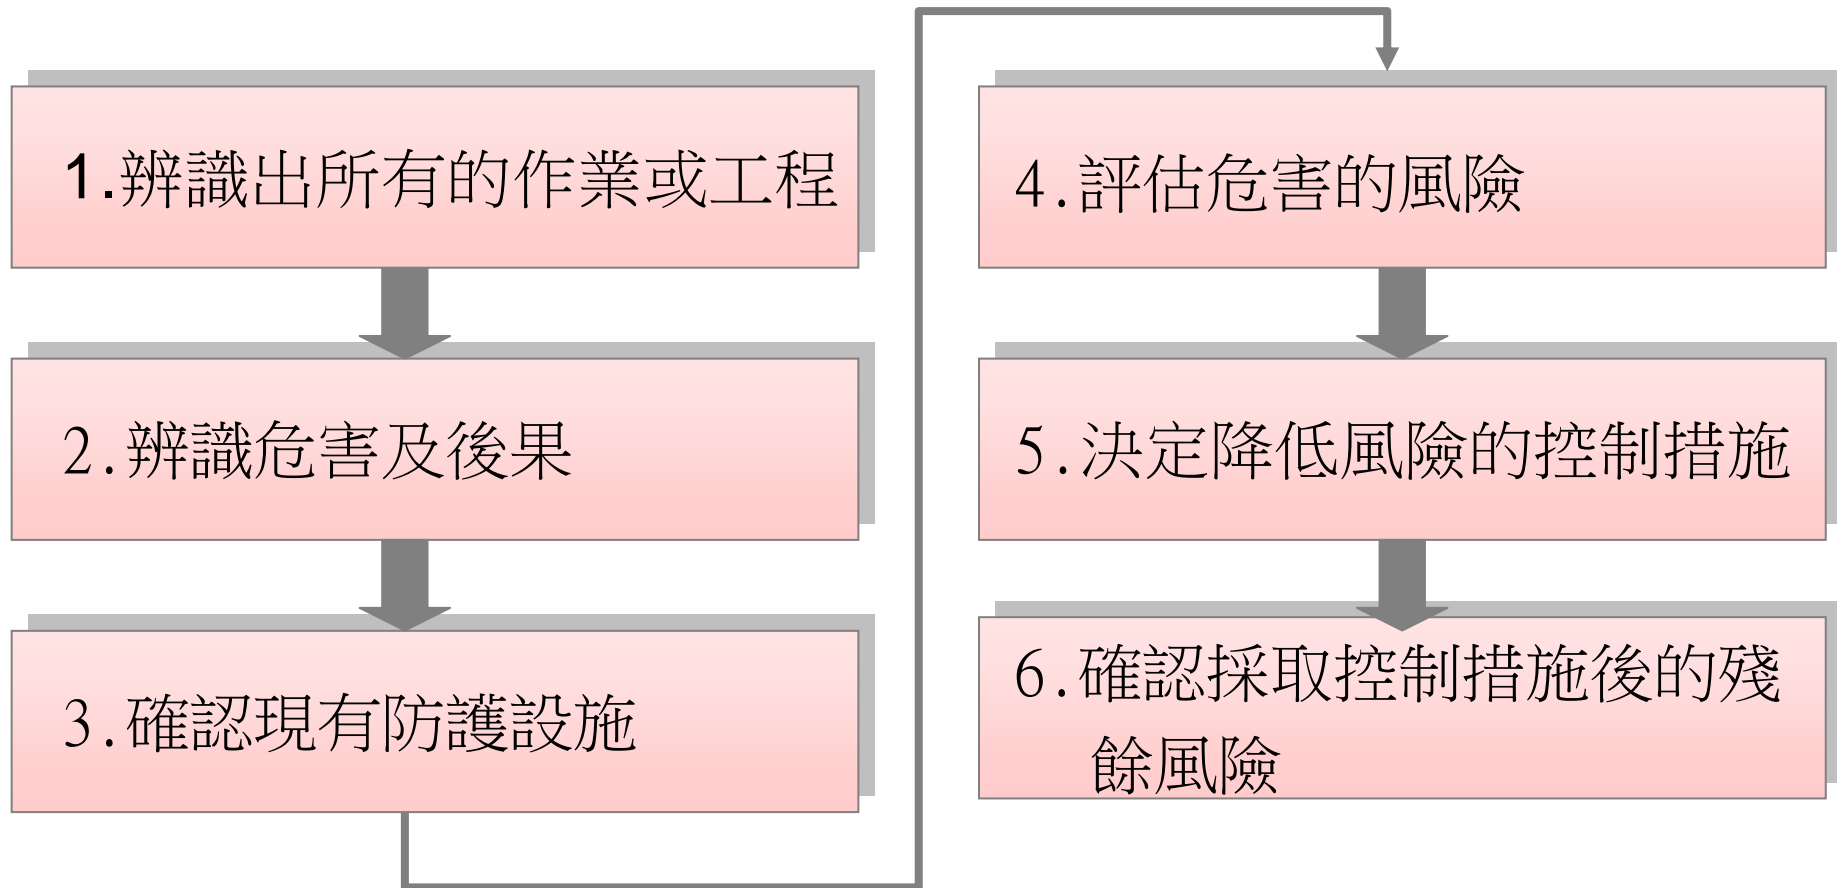 1.辨識出所有的作業或工程
2.辨識危害及後果
3.確認現有防護設施
4.評估危害的風險
5.決定降低風險的控制措施
6.確認採取控制措施後的殘
餘風險